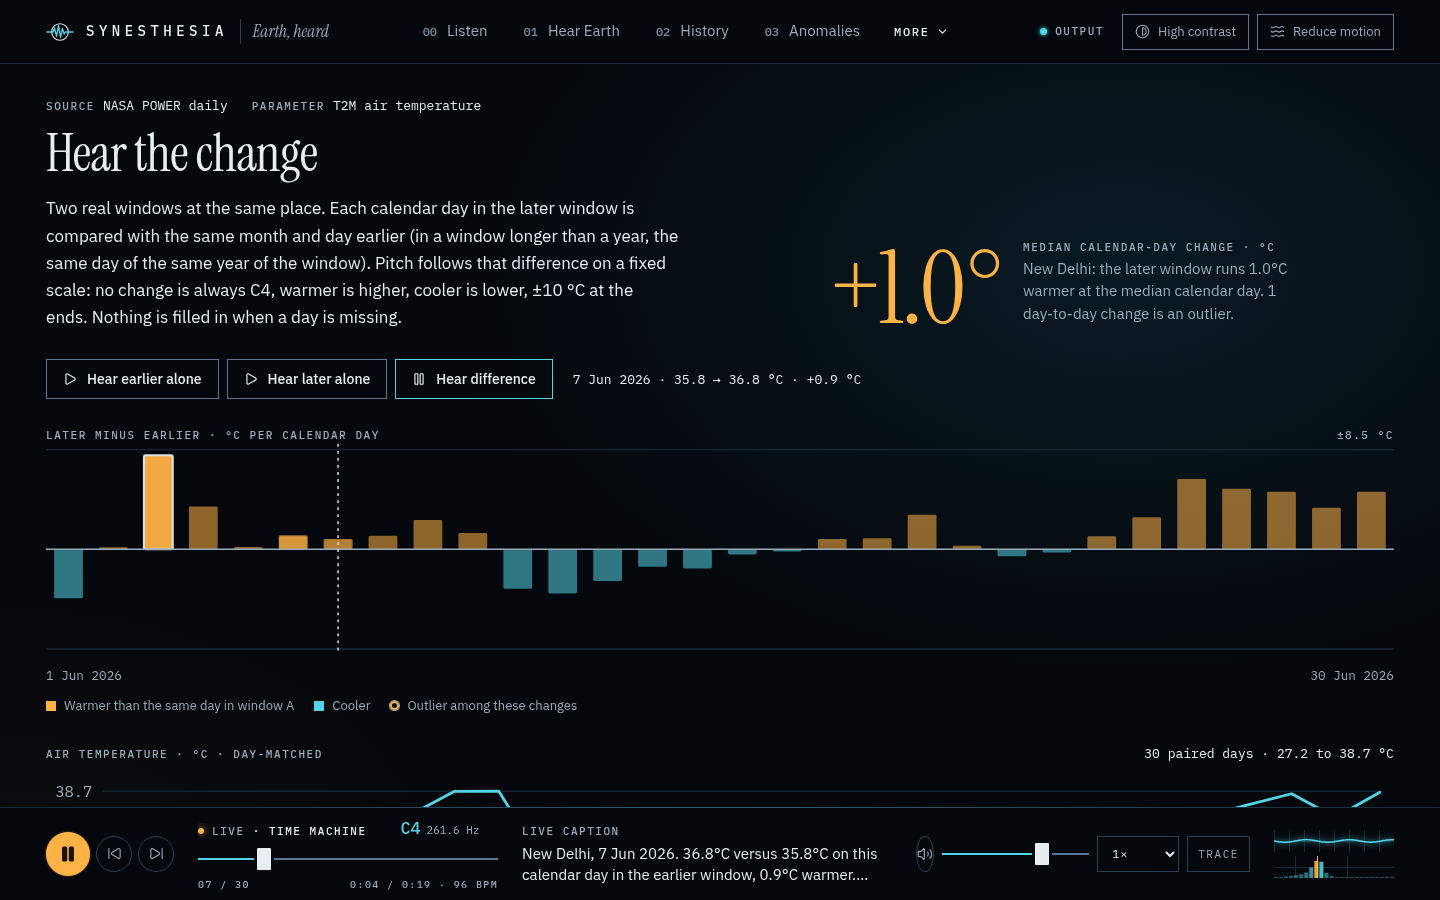 SYNESTHESIA
Earth, heard
00 Listen
01 Hear Earth
02 History
03 Anomalies
MORE
OUTPUT
High contrast
Reduce motion
SOURCE NASA POWER daily PARAMETER T2M air temperature
Hear the change
Two real windows at the same place. Each calendar day in the later window is
compared with the same month and day earlier (in a window longer than a year, the
same day of the same year of the window). Pitch follows that difference on a fixed
scale: no change is always C4, warmer is higher, cooler is lower, ±10 °C at the
ends. Nothing is filled in when a day is missing.
+1.0°
MEDIAN CALENDAR-DAY CHANGE · °C
New Delhi: the later window runs 1.0°C
warmer at the median calendar day. 1
day-to-day change is an outlier.
Hear earlier alone
Hear later alone
Hear difference
7 Jun 2026 · 35.8 → 36.8 °C · +0.9 °C
LATER MINUS EARLIER · °C PER CALENDAR DAY
±8.5 °C
1 Jun 2026
30 Jun 2026
Warmer than the same day in window A
Cooler
Outlier among these changes
AIR TEMPERATURE · °C · DAY-MATCHED
30 paired days · 27.2 to 38.7 °C
38.7
LIVE · TIME MACHINE
C4 261.6 Hz
07 / 30
0:04 / 0:19 · 96 BPM
LIVE CAPTION
New Delhi, 7 Jun 2026. 36.8°C versus 35.8°C on this
calendar day in the earlier window, 0.9°C warmer....
1×
TRACE